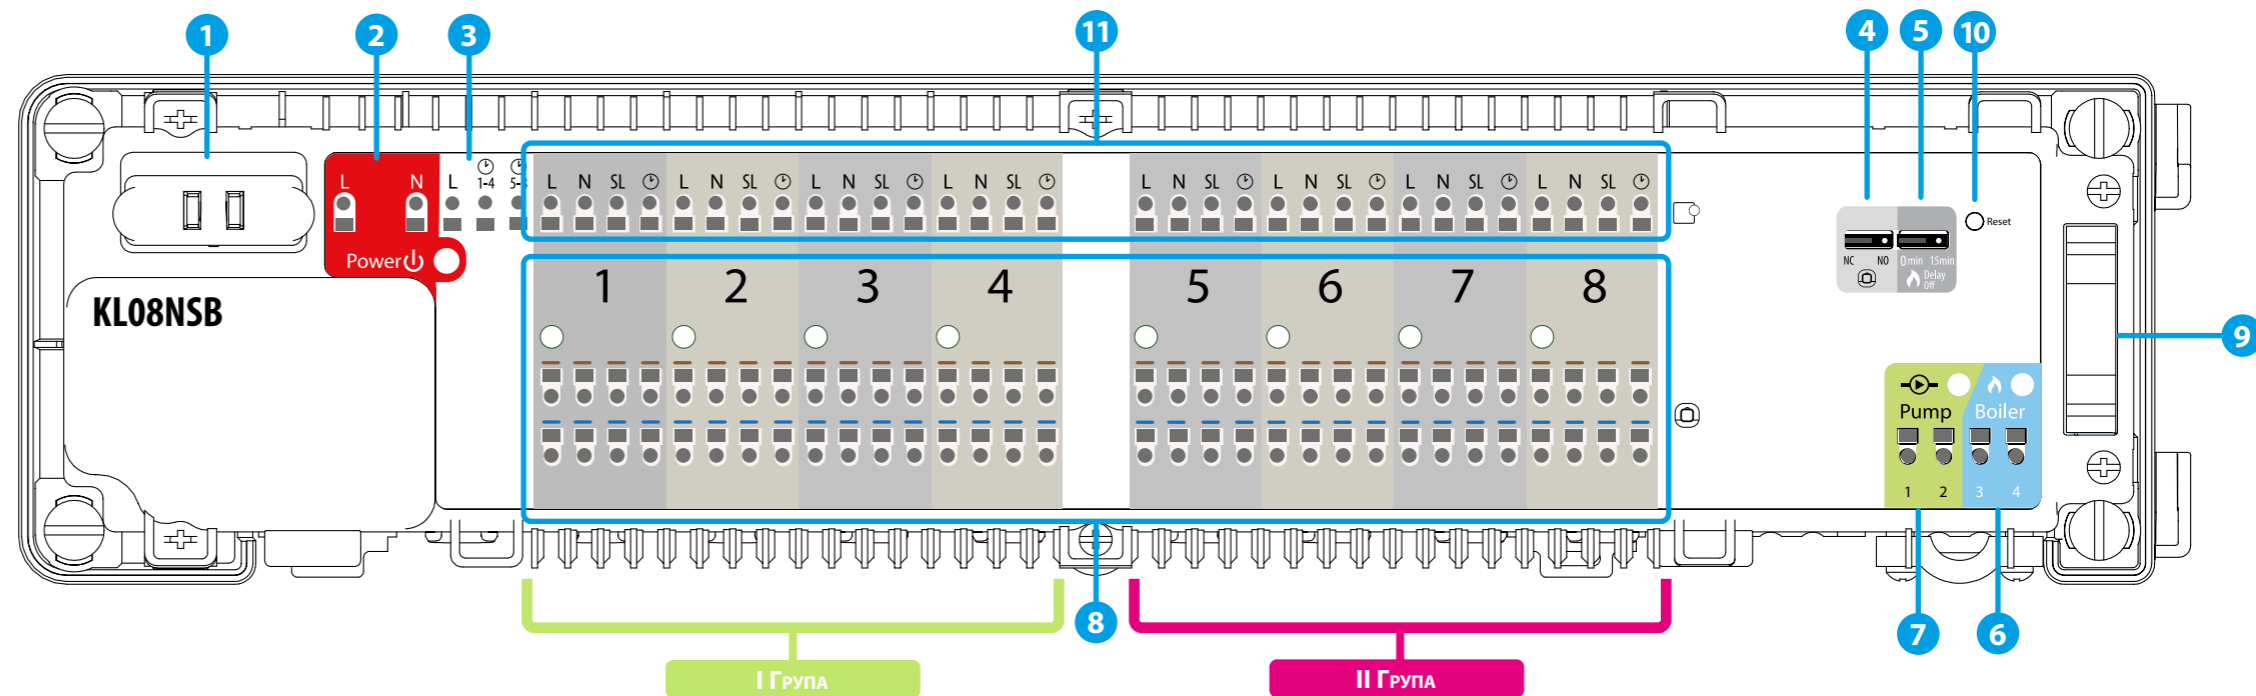 1 2 3 11 4 5 10
L N L 1-4 5-8 L N SL L N SL L N SL L N SL L N SL L N SL L N SL L N SL
Reset
Power
NC NO 0 min 15min
Delay
Off
1 2 3 4 5 6 7 8
KL08NSB
9
Pump Boiler
1 2 3 4
8 7 6
I Група II Група